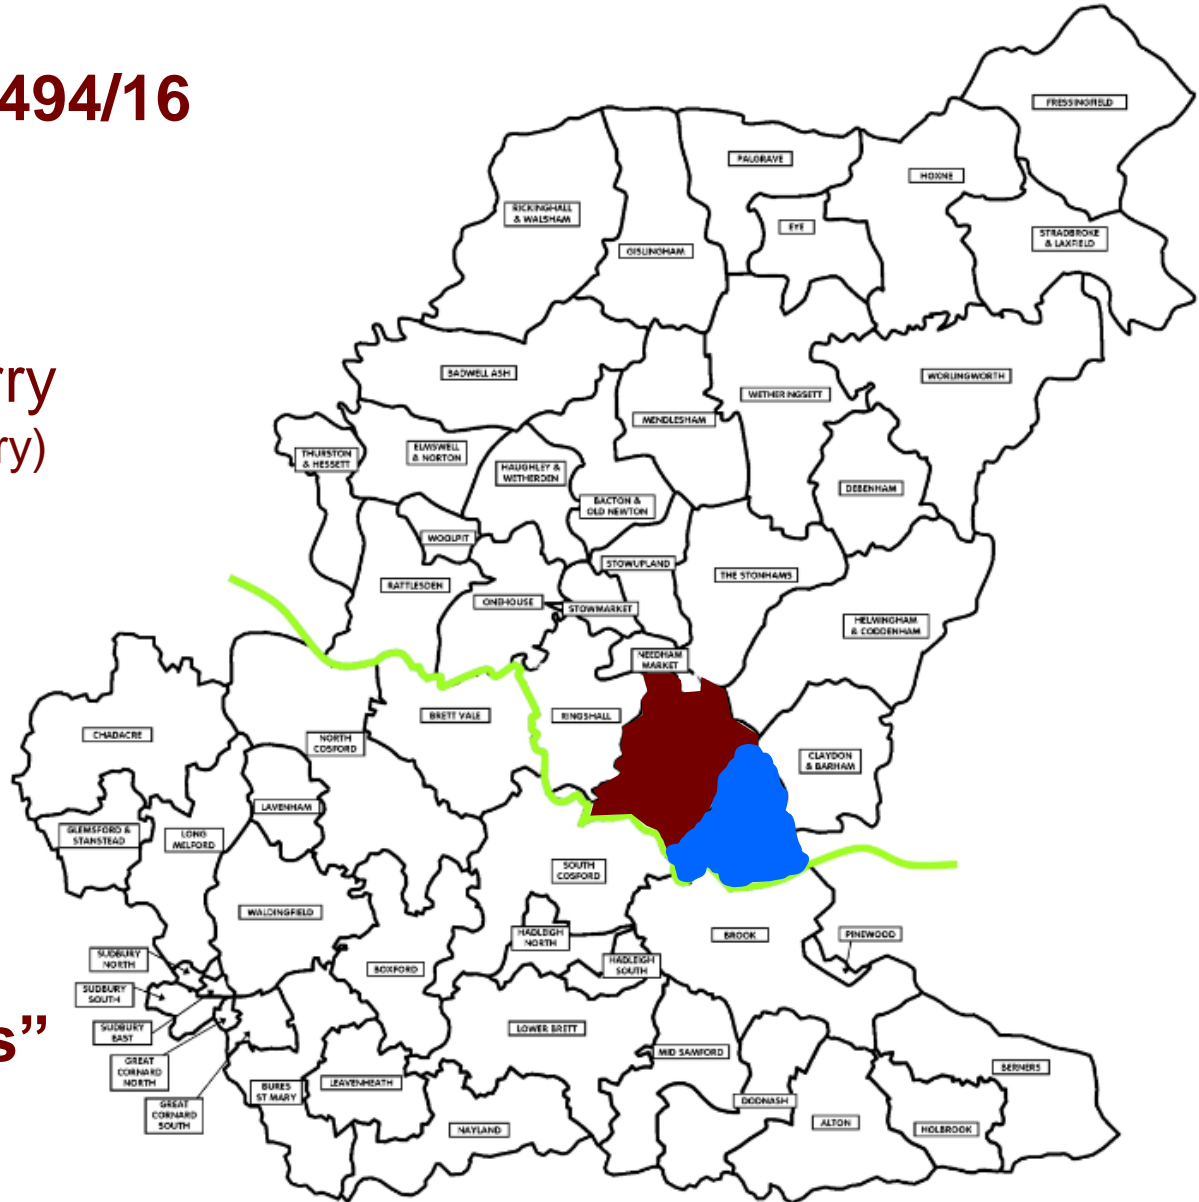 494/16
rry
ry)
s”
FRESSINGFIELD
PALGRAVE
HOXNE
RICKINGHALL
& WALSHAM
EYE
STRADBROKE
& LAXFIELD
GISLINGHAM
BADWELL ASH
WORLINGWORTH
WETHERINGSETT
MENDLESHAM
THURSTON
& HESSETT
ELMSWELL
& NORTON
HAUGHLEY &
WETHERDEN
DEBENHAM
BACTON &
OLD NEWTON
WOOLPIT
STOWUPLAND
THE STONHAMS
RATTLESDEN
ONEHOUSE
STOWMARKET
HELMINGHAM
& CODDENHAM
NEEDHAM
MARKET
BRETT VALE
RINGSHALL
CHADACRE
NORTH
COSFORD
CLAYDON
& BARHAM
LAVENHAM
GLEMSFORD &
STANSTEAD
LONG
MELFORD
SOUTH
COSFORD
WALDINGFIELD
HADLEIGH
NORTH
BROOK
PINEWOOD
SUDBURY
NORTH
BOXFORD
HADLEIGH
SOUTH
SUDBURY
SOUTH
SUDBURY
EAST
LOWER BRETT
MID SAMFORD
GREAT
CORNARD
NORTH
BERNERS
BURES
ST MARY
LEAVENHEATH
DODNASH
GREAT
CORNARD
SOUTH
ALTON
HOLBROOK
NAYLAND